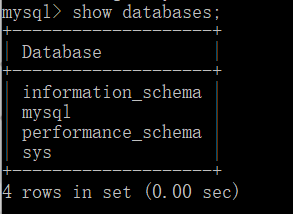 mysql> show databases;
+--------------------+
| Database           |
+--------------------+
| information_schema |
| mysql              |
| performance_schema |
| sys                |
+--------------------+
4 rows in set (0.00 sec)